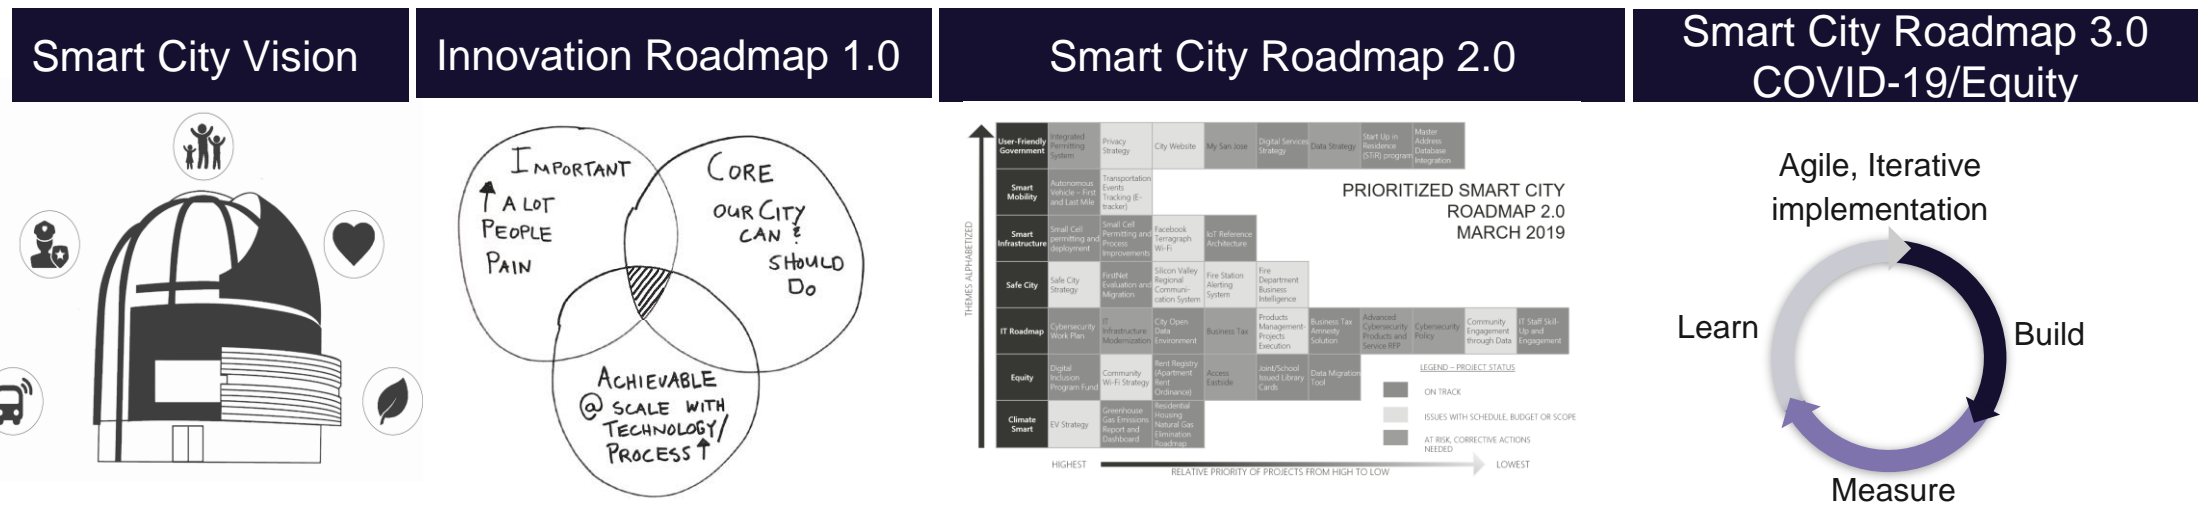 Smart City Vision
Innovation Roadmap 1.0
IMPORTANT
A LOT
PEOPLE
PAIN
CORE
OUR CITY
CAN &
SHOULD
DO
ACHIEVABLE
@ SCALE WITH
TECHNOLOGY/
PROCESS
Smart City Roadmap 2.0
PRIORITIZED SMART CITY
ROADMAP 2.0
MARCH 2019
THEMES ALPHABETIZED
User-Friendly
Government
Integrated
Permitting
System
Privacy
Strategy
City Website
My San Jose
Digital Services
Strategy
Data Strategy
Start Up in
Residence
(STiR) program
Master
Address
Database
Integration
Smart
Mobility
Autonomous
Vehicle – First
and Last Mile
Transportation
Events
Tracking (E-
tracker)
Smart
Infrastructure
Small Cell
permitting and
deployment
Small Cell
Permitting and
Process
Improvements
Facebook
Terragraph
Wi-Fi
IoT Reference
Architecture
Safe City
Safe City
Strategy
FirstNet
Evaluation and
Migration
Silicon Valley
Regional
Communi-
cation System
Fire Station
Alerting
System
Fire
Department
Business
Intelligence
IT Roadmap
Cybersecurity
Work Plan
IT
Infrastructure
Modernization
City Open
Data
Environment
Business Tax
Products
Management-
Projects
Execution
Business Tax
Amnesty
Solution
Advanced
Cybersecurity
Products and
Service RFP
Cybersecurity
Policy
Community
Engagement
through Data
IT Staff Skill-
Up and
Engagement
Equity
Digital
Inclusion
Program Fund
Community
Wi-Fi Strategy
Rent Registry
(Apartment
Rent
Ordinance)
Access
Eastside
Joint/School
Issued Library
Cards
Data Migration
Tool
Climate
Smart
EV Strategy
Greenhouse
Gas Emissions
Report and
Dashboard
Residential
Housing
Natural Gas
Elimination
Roadmap
LEGEND – PROJECT STATUS
ON TRACK
ISSUES WITH SCHEDULE, BUDGET OR SCOPE
AT RISK, CORRECTIVE ACTIONS
NEEDED
HIGHEST
RELATIVE PRIORITY OF PROJECTS FROM HIGH TO LOW
LOWEST
Smart City Roadmap 3.0
COVID-19/Equity
Agile, Iterative
implementation
Learn
Build
Measure